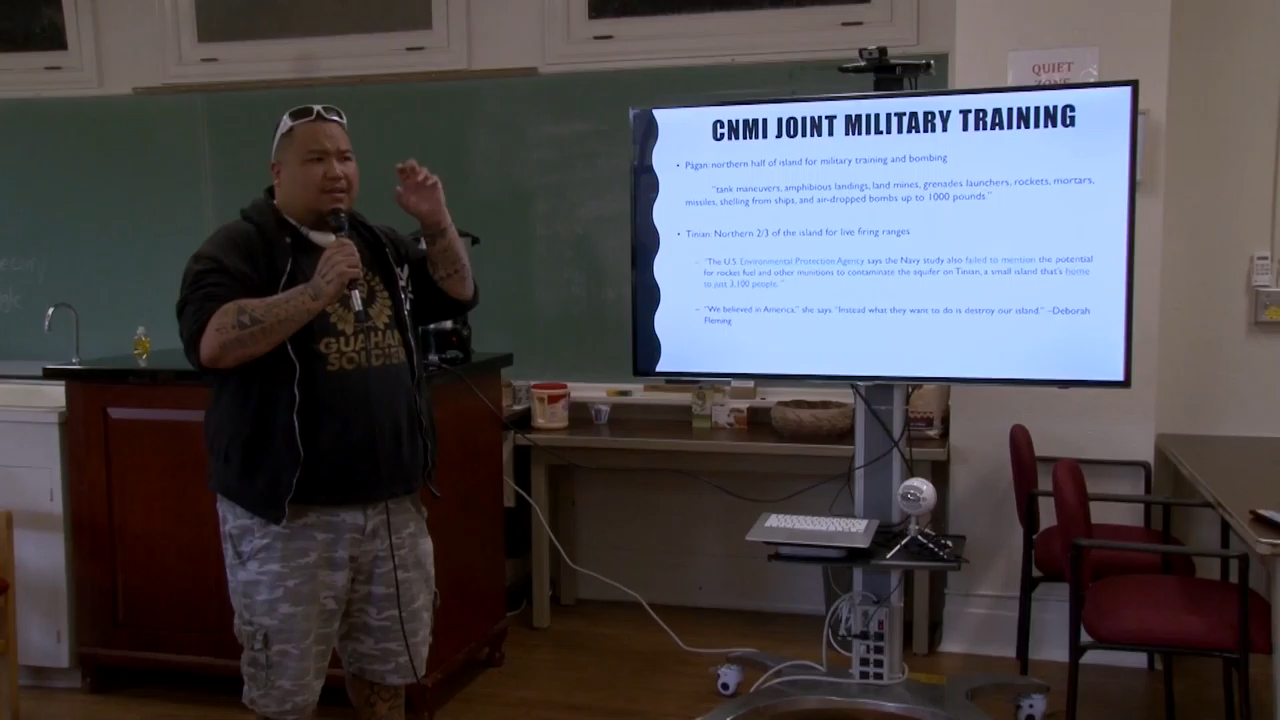 QUIET
ZONE
CNMI JOINT MILITARY TRAINING
• Pågan: northern half of island for military training and bombing
"tank maneuvers, amphibious landings, land mines, grenades launchers, rockets, mortars,
missiles, shelling from ships, and air-dropped bombs up to 1000 pounds."
• Tinian: Northern 2/3 of the island for live firing ranges
– "The U.S. Environmental Protection Agency says the Navy study also failed to mention the potential
for rocket fuel and other munitions to contaminate the aquifer on Tinian, a small island that's home
to just 3,100 people. "
– "We believed in America," she says. "Instead what they want to do is destroy our island." –Deborah
Fleming
GUAHAN
SOLDIER